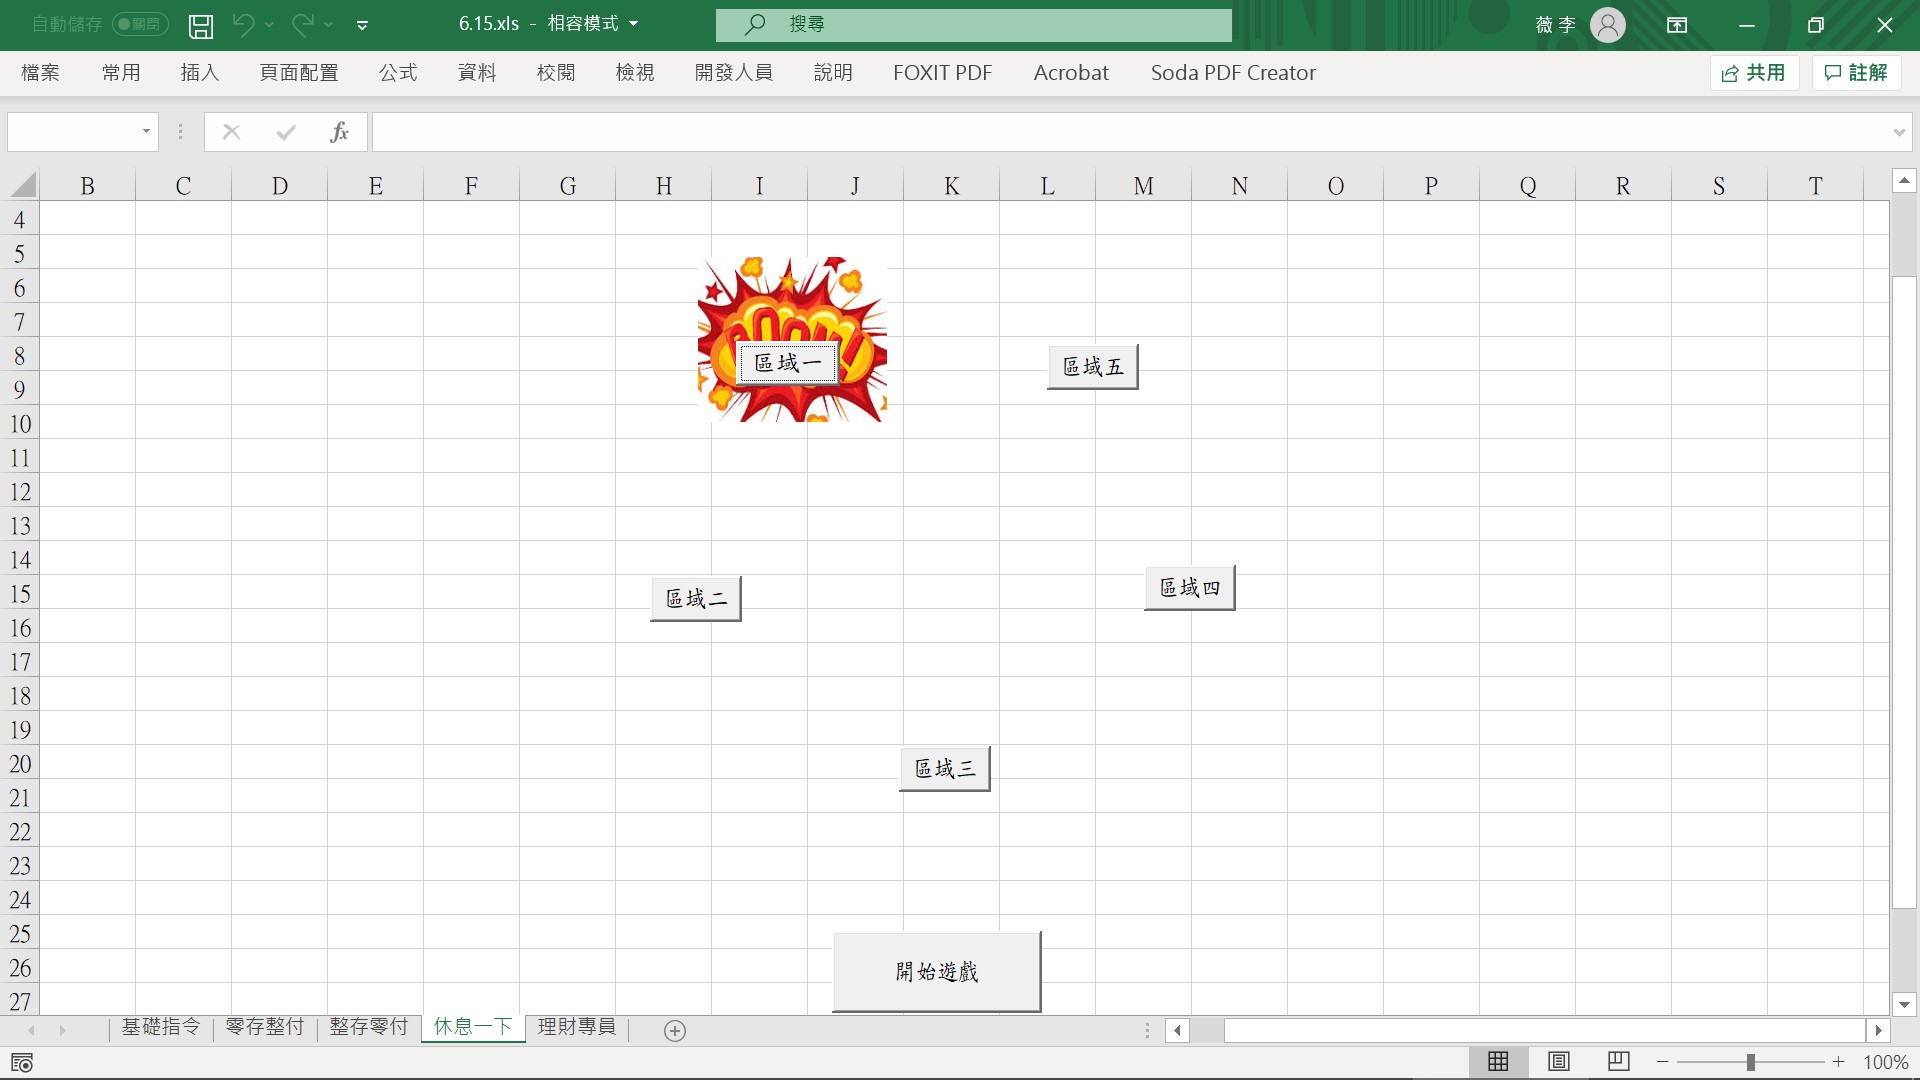 自動儲存 關閉 6.15.xls - 相容模式 搜尋 薇 李
檔案 常用 插入 頁面配置 公式 資料 校閱 檢視 開發人員 說明 FOXIT PDF Acrobat Soda PDF Creator 共用 註解
fx
B C D E F G H I J K L M N O P Q R S T
4
5
6
7
BOOM!
8
區域一 區域五
9
10
11
12
13
14
區域四
15
區域二
16
17
18
19
20
區域三
21
22
23
24
25
26
開始遊戲
27
基礎指令 零存整付 整存零付 休息一下 理財專員
100%